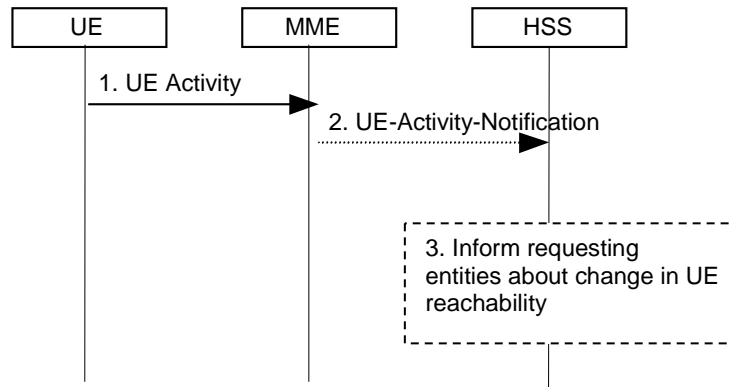 UE
MME
HSS
1. UE Activity
2. UE-Activity-Notification
3. Inform requesting
entities about change in UE
reachability